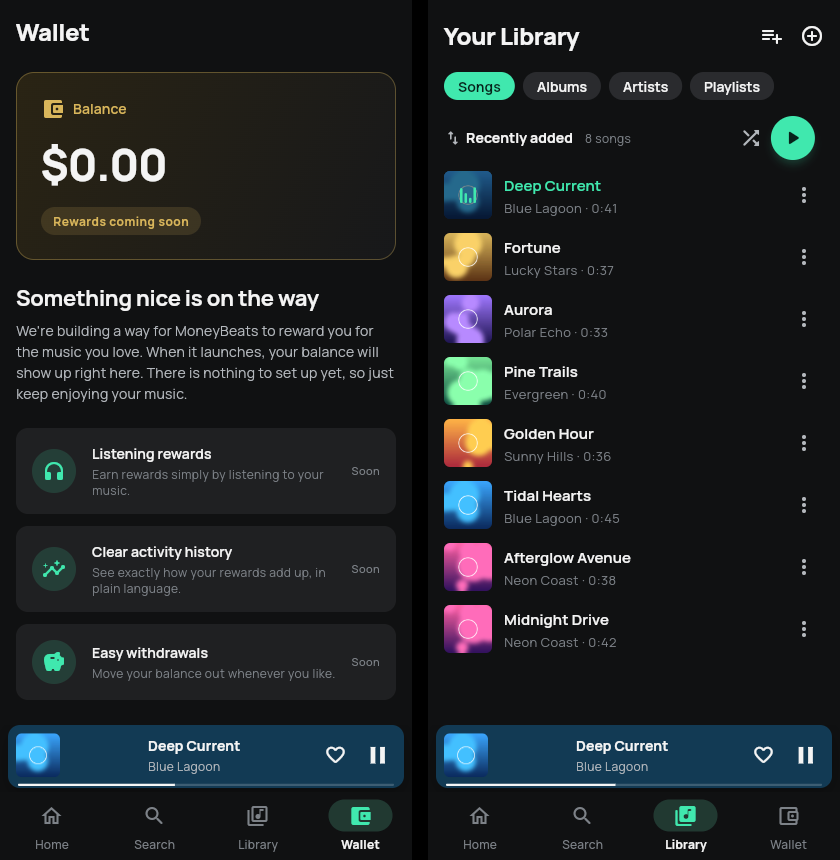 Wallet
Balance
$0.00
Rewards coming soon
Something nice is on the way
We're building a way for MoneyBeats to reward you for
the music you love. When it launches, your balance will
show up right here. There is nothing to set up yet, so just
keep enjoying your music.
Listening rewards
Earn rewards simply by listening to your
music.
Soon
Clear activity history
See exactly how your rewards add up, in
plain language.
Soon
Easy withdrawals
Move your balance out whenever you like.
Soon
Deep Current
Blue Lagoon
Home
Search
Library
Wallet
Your Library
Songs
Albums
Artists
Playlists
Recently added 8 songs
Deep Current
Blue Lagoon · 0:41
Fortune
Lucky Stars · 0:37
Aurora
Polar Echo · 0:33
Pine Trails
Evergreen · 0:40
Golden Hour
Sunny Hills · 0:36
Tidal Hearts
Blue Lagoon · 0:45
Afterglow Avenue
Neon Coast · 0:38
Midnight Drive
Neon Coast · 0:42
Deep Current
Blue Lagoon
Home
Search
Library
Wallet